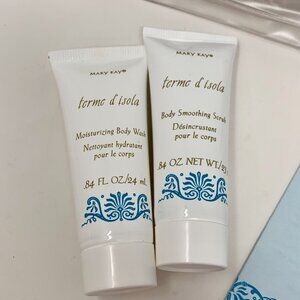 MARY KAY®
terme d'isola
Moisturizing Body Wash
Nettoyant hydratant
pour le corps
.84 FL. OZ/24 mL
MARY KAY®
terme d'isola
Body Smoothing Scrub
Désincrustant
pour le corps
.84 OZ NET WT/